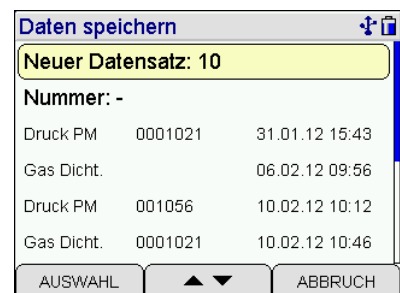 Daten speichern
Neuer Datensatz: 10
Nummer: -
Druck PM 0001021 31.01.12 15:43
Gas Dicht. 06.02.12 09:56
Druck PM 001056 10.02.12 10:12
Gas Dicht. 0001021 10.02.12 10:46
AUSWAHL ABBRUCH